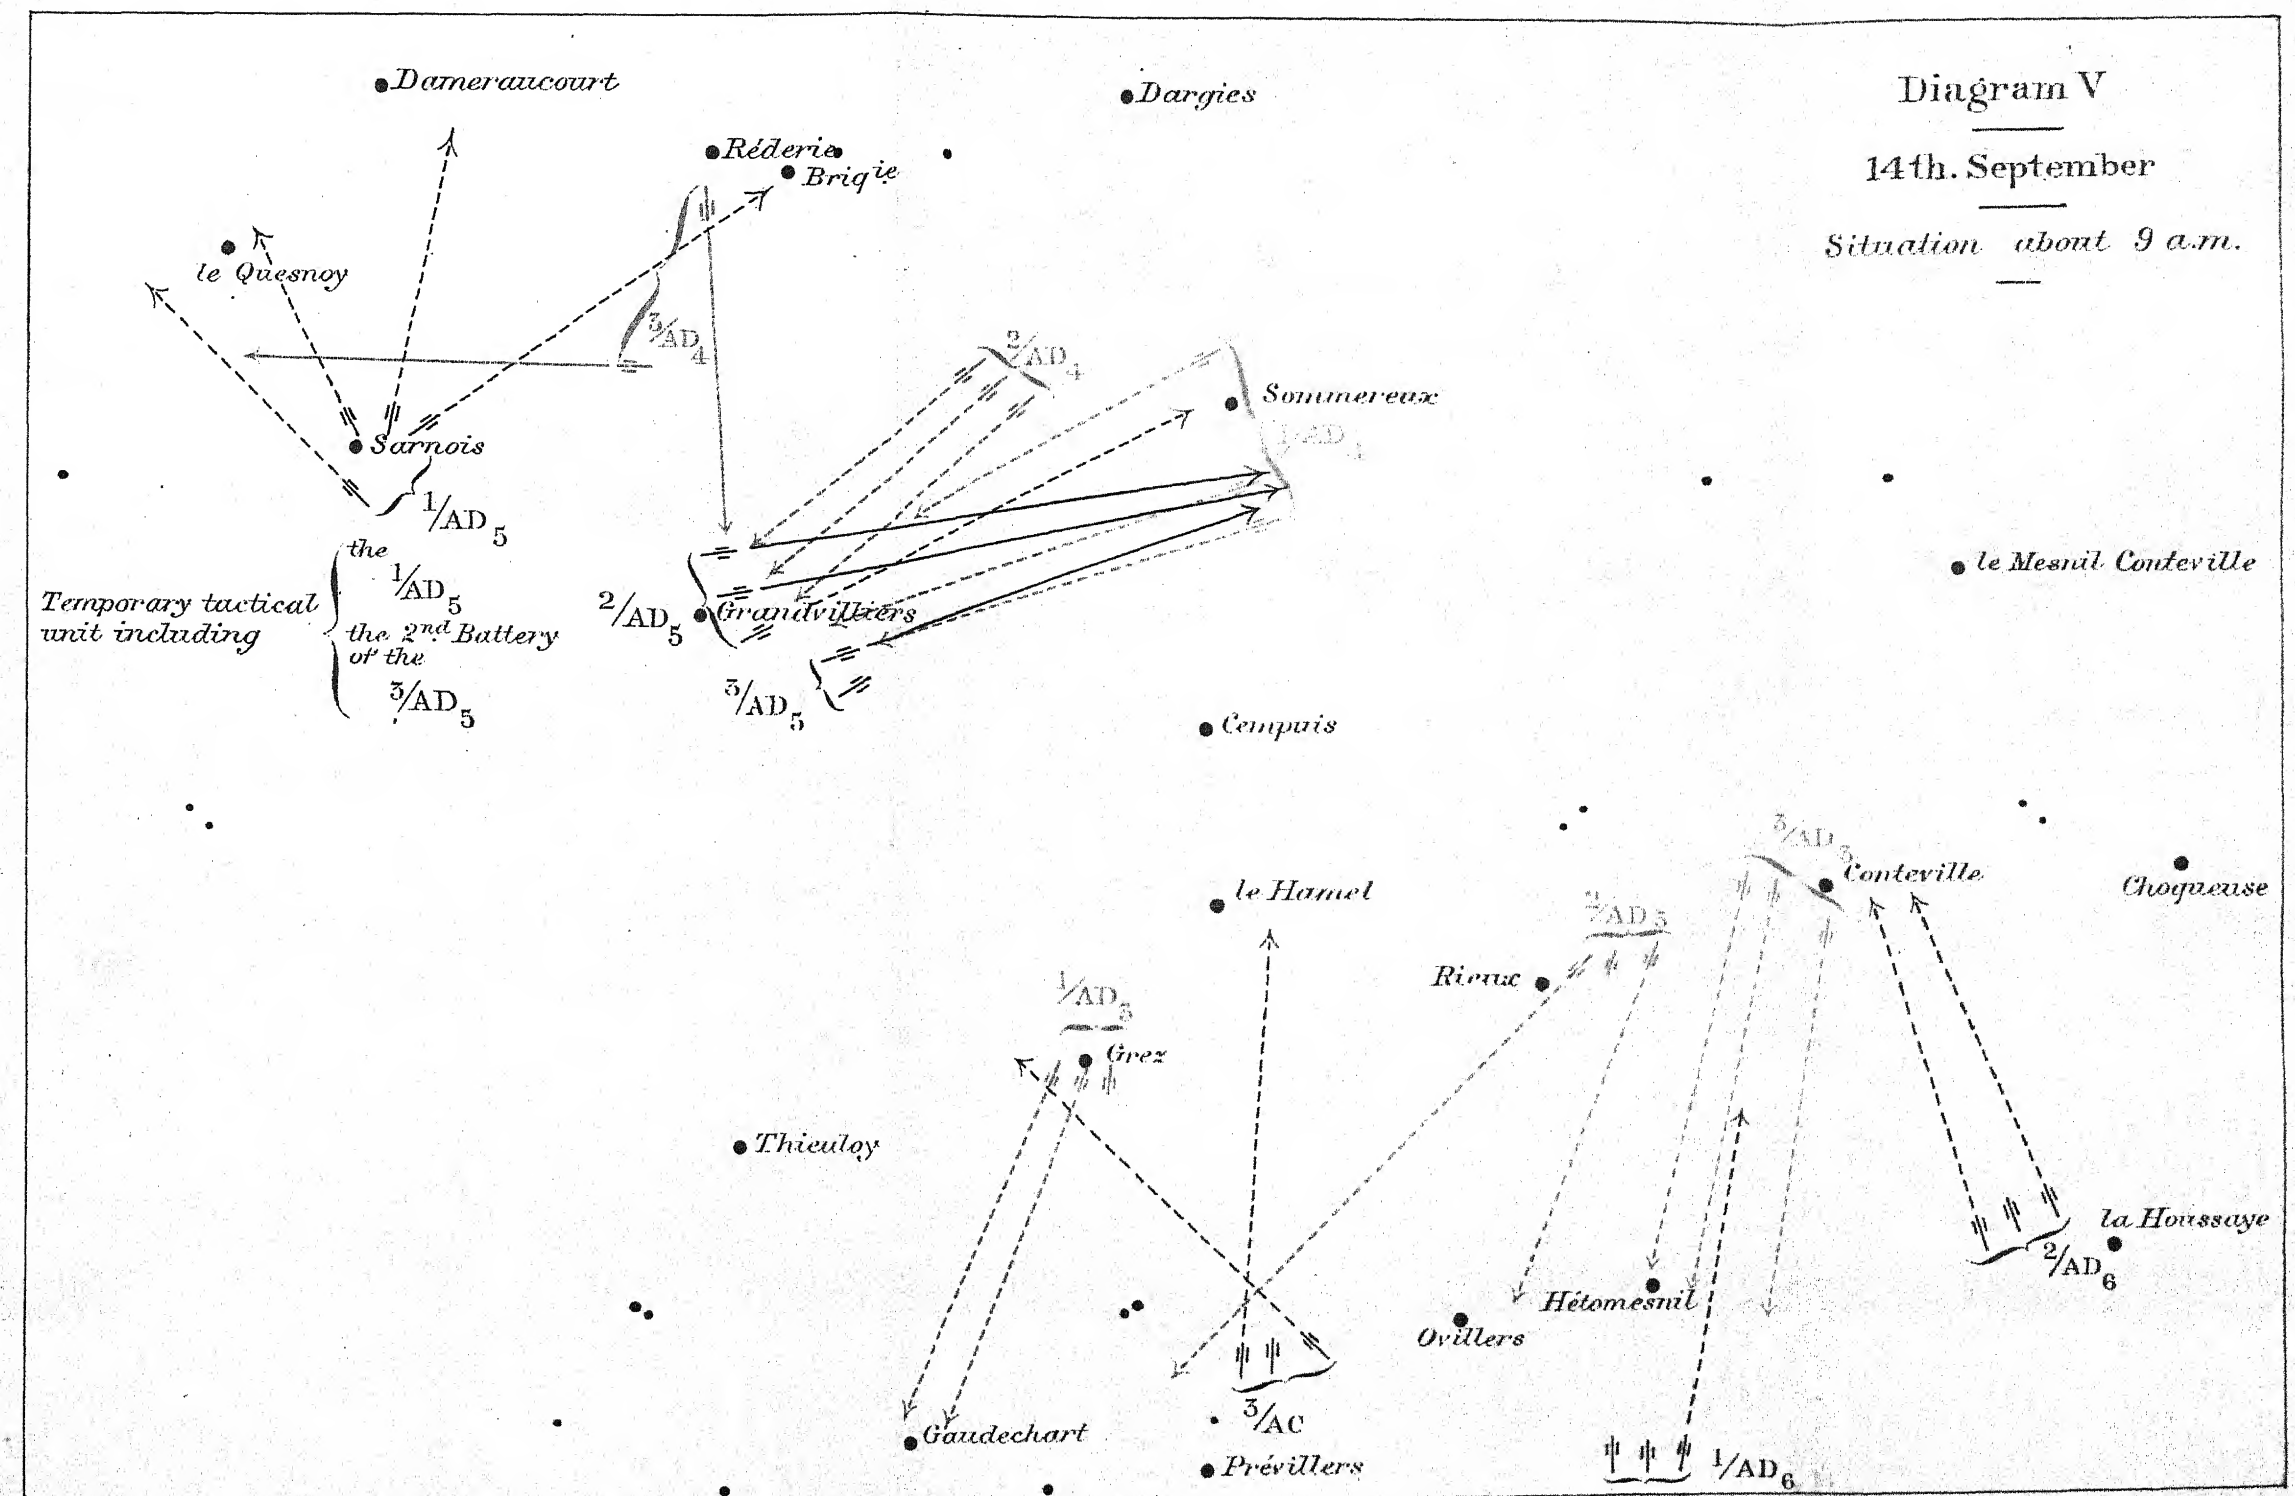 Diagram V
14th. September
Situation about 9 a.m.
Dameraucourt
Dargies
Réderie
Briqie
le Quesnoy
3/AD4
2/AD4
Sommereux
Sarnois
1/AD5
the
1/AD5
Temporary tactical
unit including
the 2nd Battery
of the
3/AD5
2/AD5
Grandvilliers
3/AD5
le Mesnil Conteville
Cempuis
3/AD3
Conteville
Choqueuse
le Hamel
2/AD3
Rieux
1/AD3
Grez
Thieuloy
la Houssaye
2/AD6
Hétomesnil
Ovillers
3/AC
Gaudechart
Prévillers
1/AD6